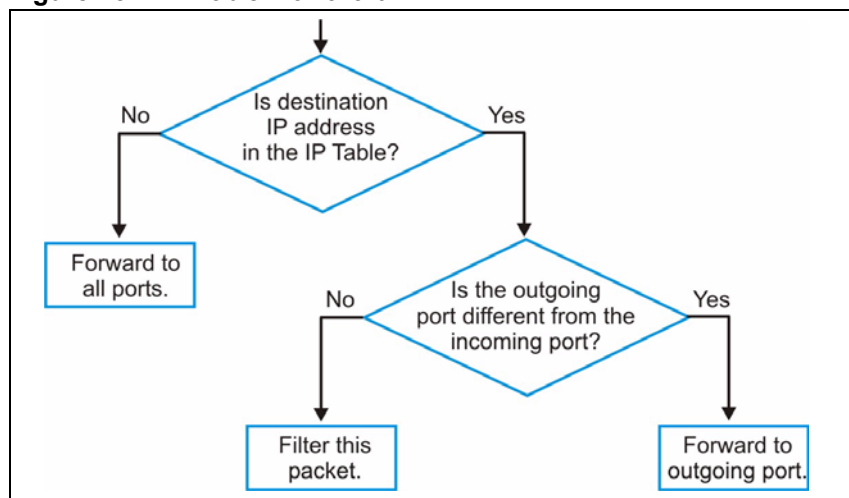 Is destination
IP address
in the IP Table?
No
Yes
Forward to
all ports.
Is the outgoing
port different from the
incoming port?
No
Yes
Filter this
packet.
Forward to
outgoing port.